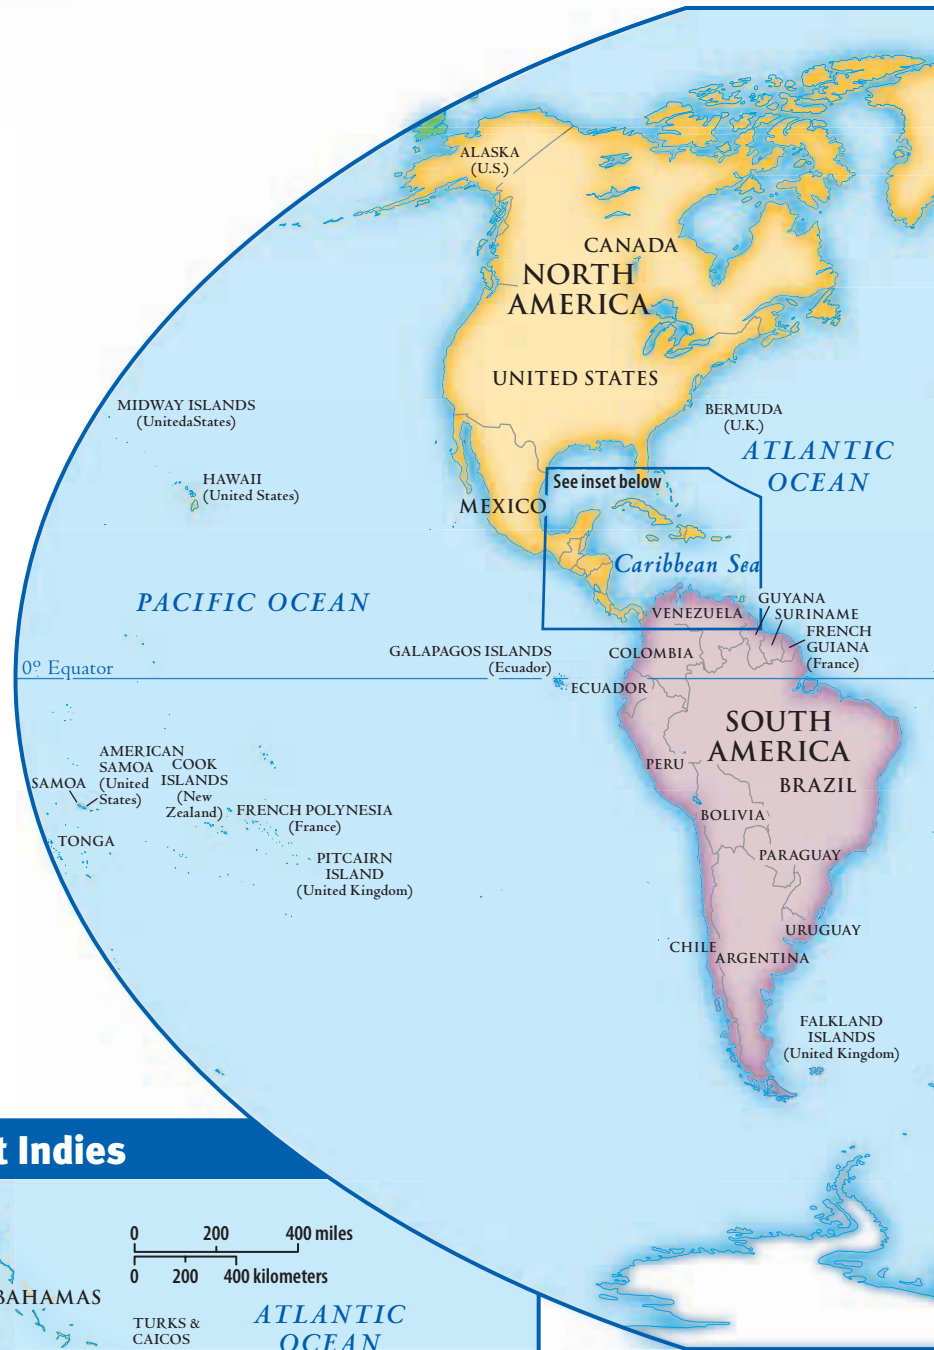 ALASKA
(U.S.)
CANADA
NORTH
AMERICA
UNITED STATES
MIDWAY ISLANDS
(UnitedaStates)
BERMUDA
(U.K.)
ATLANTIC
OCEAN
HAWAII
(United States)
See inset below
MEXICO
Caribbean Sea
PACIFIC OCEAN
VENEZUELA
GUYANA
SURINAME
FRENCH
GUIANA
(France)
GALAPAGOS ISLANDS
(Ecuador)
COLOMBIA
0° Equator
ECUADOR
SOUTH
AMERICA
PERU
BRAZIL
AMERICAN
SAMOA
(United
States)
SAMOA
COOK
ISLANDS
(New
Zealand)
FRENCH POLYNESIA
(France)
BOLIVIA
TONGA
PITCAIRN
ISLAND
(United Kingdom)
PARAGUAY
URUGUAY
CHILE
ARGENTINA
FALKLAND
ISLANDS
(United Kingdom)
t Indies
0 200 400 miles
0 200 400 kilometers
BAHAMAS
TURKS &
CAICOS
ATLANTIC
OCEAN